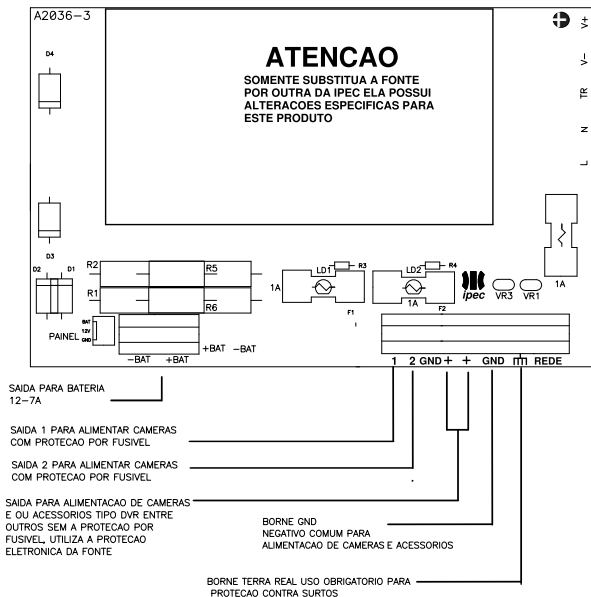 A2036-3
V+
V-
TR
N
L
D4
ATENCAO
SOMENTE SUBSTITUA A FONTE
POR OUTRA DA IPEC ELA POSSUI
ALTERACOES ESPECIFICAS PARA
ESTE PRODUTO
D3
D2 D1
R2 R5
R1 R6
LD1 R3
1A
F1
LD2 R4
1A
F2
ipec
VR3 VR1
1A
PAINEL
BAT
12V
GND
-BAT +BAT +BAT -BAT
1 2 GND + + GND REDE
SAIDA PARA BATERIA
12-7A
SAIDA 1 PARA ALIMENTAR CAMERAS
COM PROTECAO POR FUSIVEL
SAIDA 2 PARA ALIMENTAR CAMERAS
COM PROTECAO POR FUSIVEL
SAIDA PARA ALIMENTACAO DE CAMERAS
E OU ACESSORIOS TIPO DVR ENTRE
OUTROS SEM A PROTECAO POR
FUSIVEL, UTILIZA A PROTECAO
ELETRONICA DA FONTE
BORNE GND
NEGATIVO COMUM PARA
ALIMENTACAO DE CAMERAS E ACESSORIOS
BORNE TERRA REAL USO OBRIGATORIO PARA
PROTECAO CONTRA SURTOS